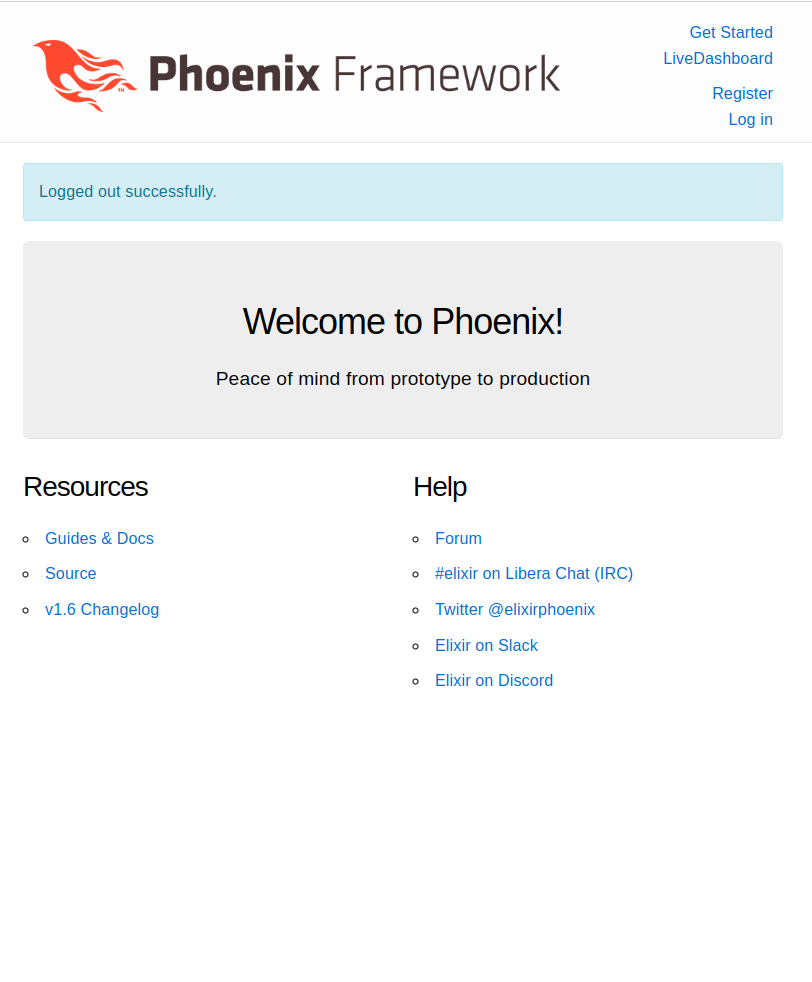 Get Started
LiveDashboard
Phoenix Framework
™
Register
Log in
Logged out successfully.
Welcome to Phoenix!
Peace of mind from prototype to production
Resources
Guides & Docs
Source
v1.6 Changelog
Help
Forum
#elixir on Libera Chat (IRC)
Twitter @elixirphoenix
Elixir on Slack
Elixir on Discord